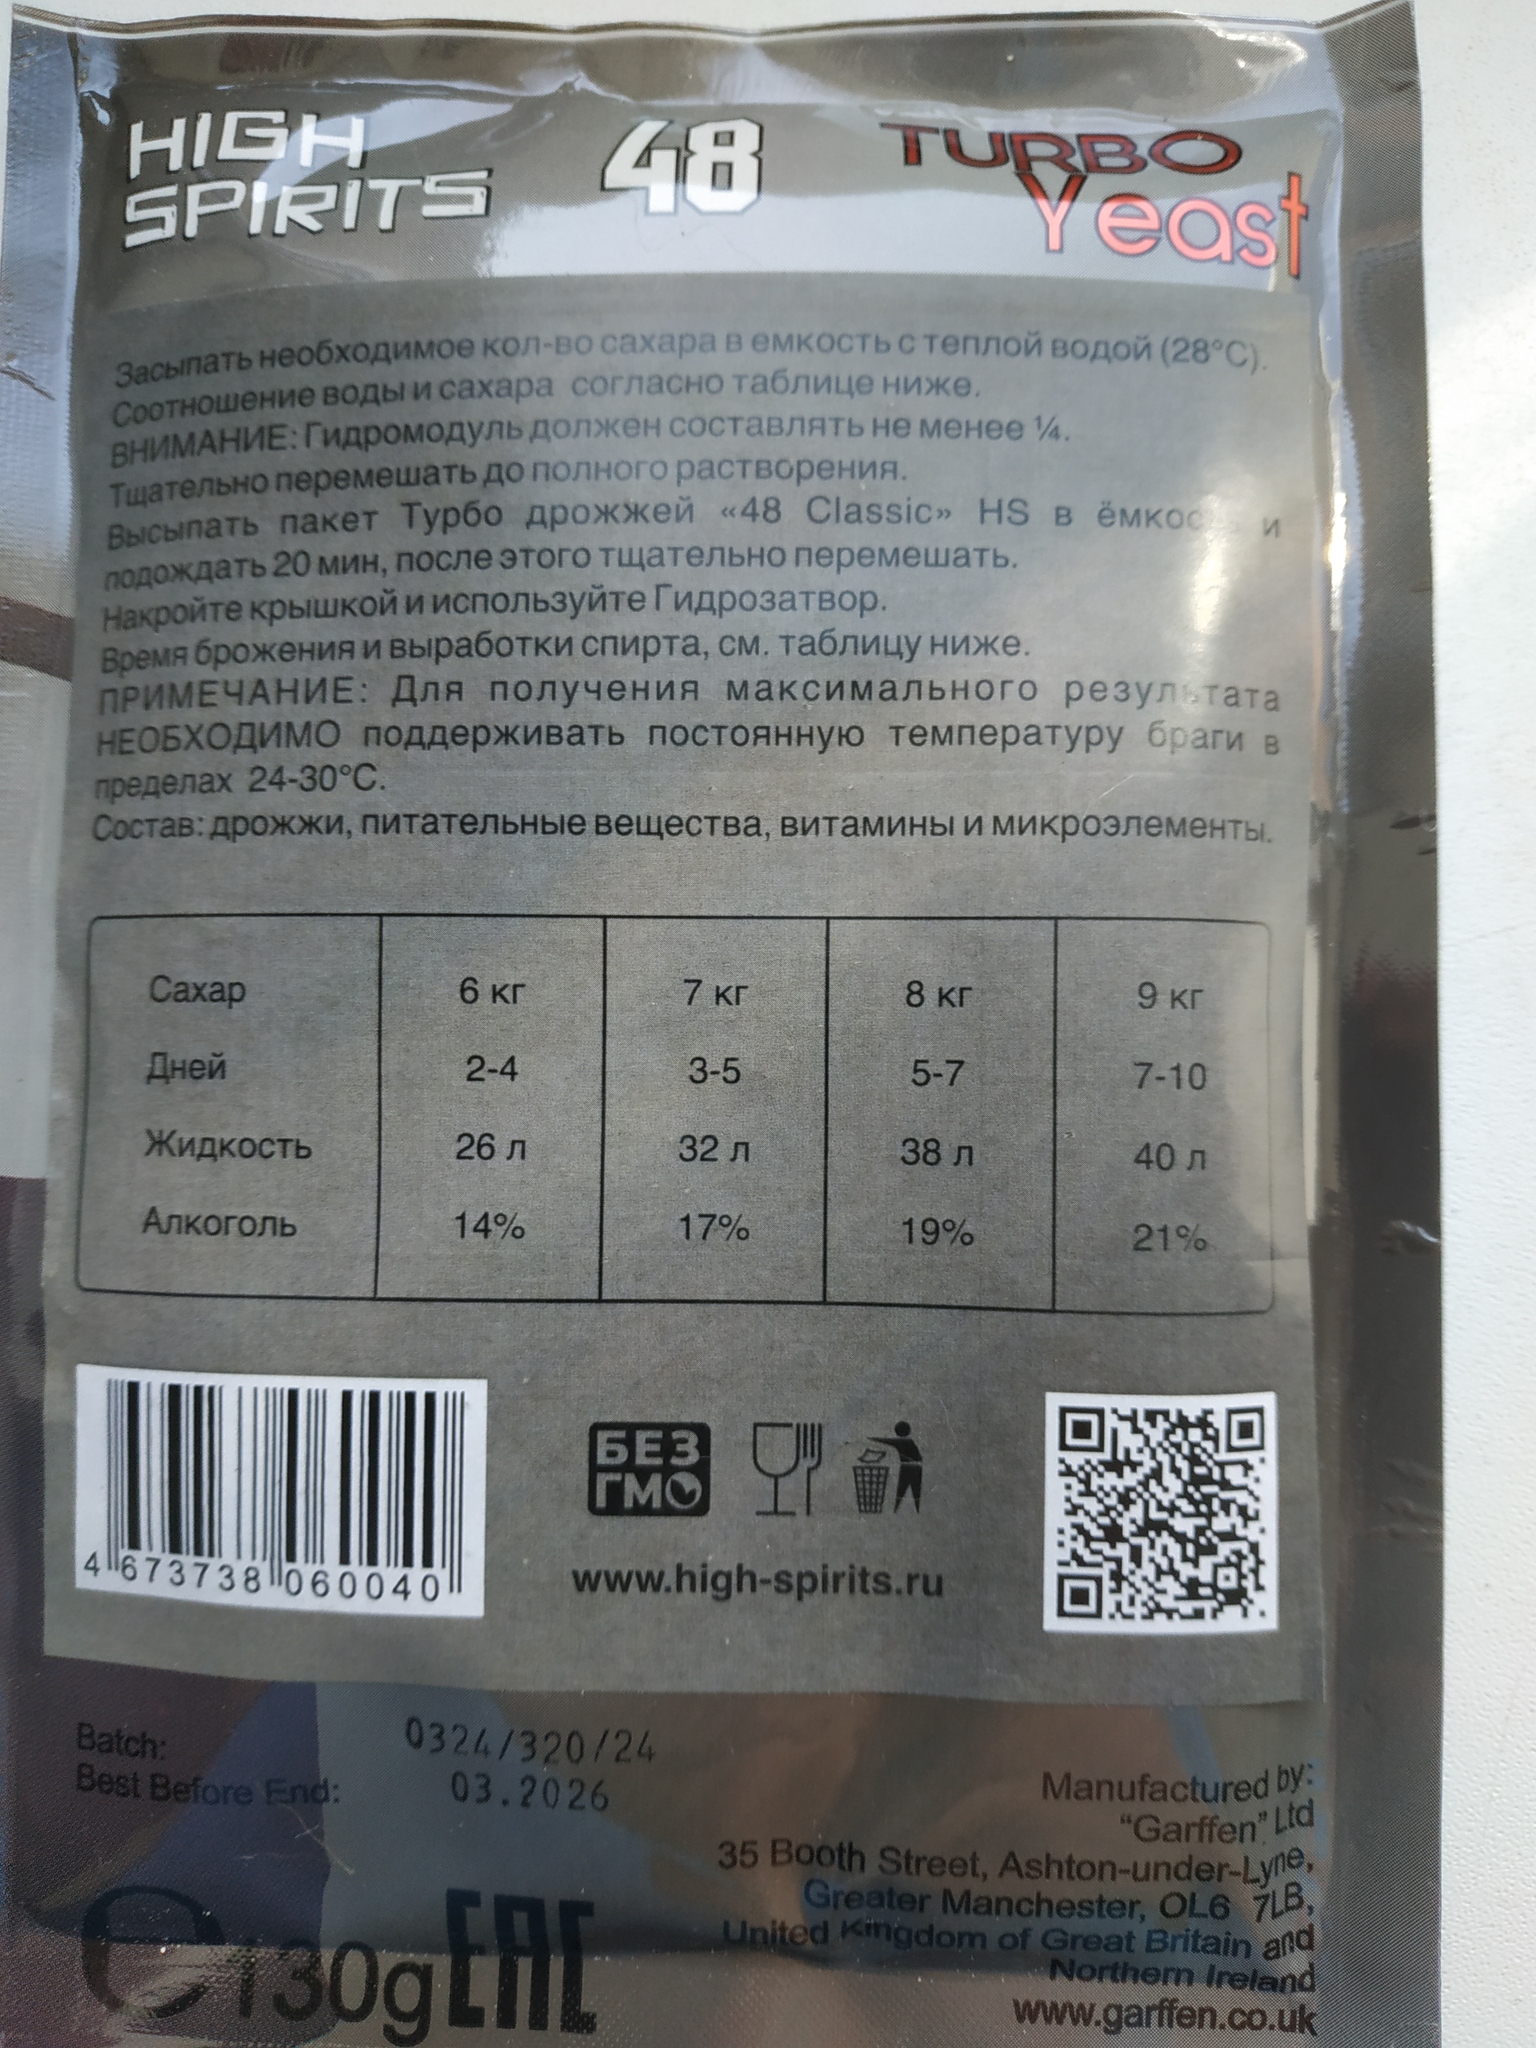 HIGH
SPIRITS
48
TURBO
Yeast
Засыпать необходимое кол-во сахара в емкость с теплой водой (28°С).
Соотношение воды и сахара согласно таблице ниже.
ВНИМАНИЕ: Гидромодуль должен составлять не менее ¼.
Тщательно перемешать до полного растворения.
Высыпать пакет Турбо дрожжей «48 Classic» HS в ёмкость и
подождать 20 мин, после этого тщательно перемешать.
Накройте крышкой и используйте Гидрозатвор.
Время брожения и выработки спирта, см. таблицу ниже.
ПРИМЕЧАНИЕ: Для получения максимального результата
НЕОБХОДИМО поддерживать постоянную температуру браги в
пределах 24-30°С.
Состав: дрожжи, питательные вещества, витамины и микроэлементы.
Сахар 6 кг 7 кг 8 кг 9 кг
Дней 2-4 3-5 5-7 7-10
Жидкость 26 л 32 л 38 л 40 л
Алкоголь 14% 17% 19% 21%
4 673738 060040
БЕЗ
ГМО
www.high-spirits.ru
Batch: 0324/320/24
Best Before End: 03.2026
Manufactured by:
"Garffen" Ltd
35 Booth Street, Ashton-under-Lyne,
Greater Manchester, OL6 7LB,
United Kingdom of Great Britain and
Northern Ireland
www.garffen.co.uk
e 130g EAC